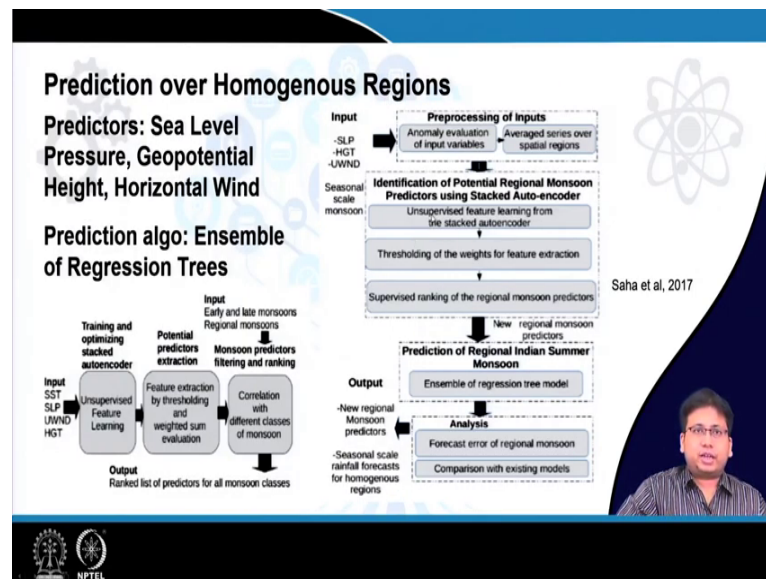 Prediction over Homogenous Regions
Predictors: Sea Level
Pressure, Geopotential
Height, Horizontal Wind
Prediction algo: Ensemble
of Regression Trees
Input
Early and late monsoons
Regional monsoons
Training and
optimizing
stacked
autoencoder
Potential
predictors
extraction
Monsoon predictors
filtering and ranking
Input
SST
SLP
UWND
HGT
Unsupervised
Feature
Learning
Feature extraction
by thresholding
and
weighted sum
evaluation
Correlation
with
different classes
of monsoon
Output
Ranked list of predictors for all monsoon classes
Input
-SLP
-HGT
-UWND
Seasonal
scale
monsoon
Preprocessing of Inputs
Anomaly evaluation
of input variables
Averaged series over
spatial regions
Identification of Potential Regional Monsoon
Predictors using Stacked Auto-encoder
Unsupervised feature learning from
trie stacked autoencoder
Thresholding of the weights for feature extraction
Supervised ranking of the regional monsoon predictors
New regional monsoon
predictors
Prediction of Regional Indian Summer
Monsoon
Ensemble of regression tree model
Output
-New regional
Monsoon
predictors
-Seasonal scale
rainfall forecasts
for homogenous
regions
Analysis
Forecast error of regional monsoon
Comparison with existing models
Saha et al, 2017
NPTEL